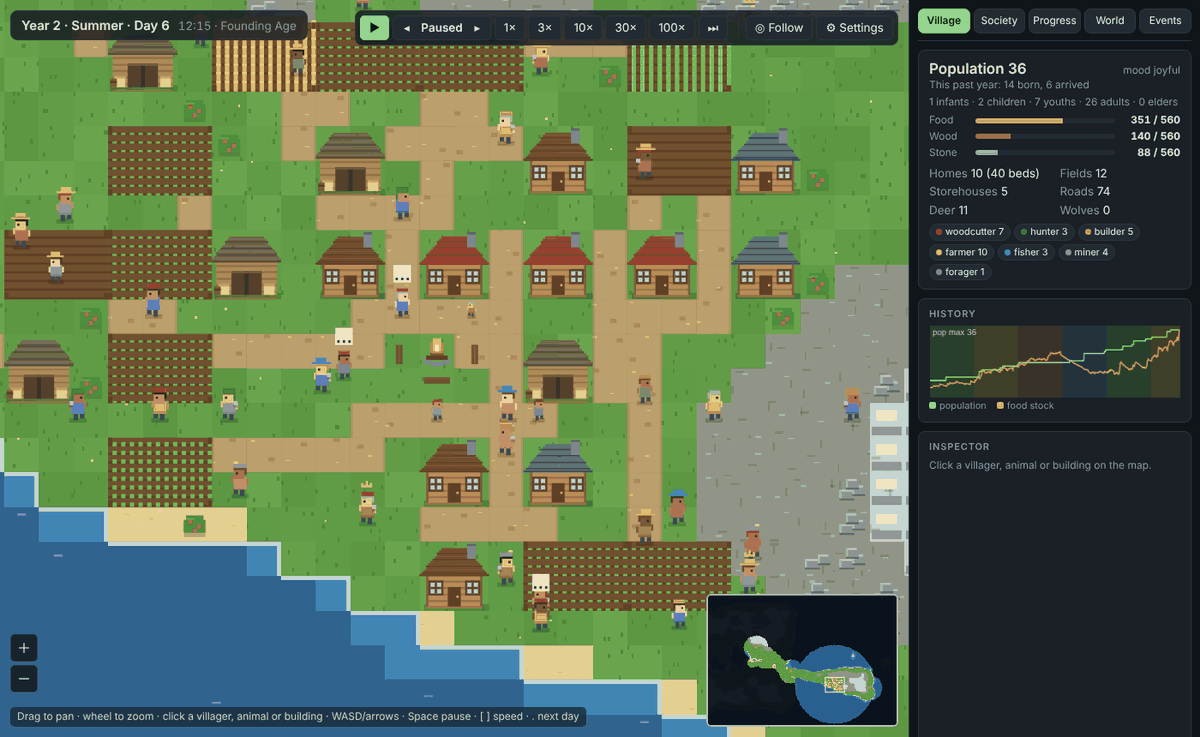 Year 2 · Summer · Day 6 12:15 · Founding Age
Paused 1× 3× 10× 30× 100× Follow Settings
Village Society Progress World Events
Population 36 mood joyful
This past year: 14 born, 6 arrived
1 infants · 2 children · 7 youths · 26 adults · 0 elders
Food 351 / 560
Wood 140 / 560
Stone 88 / 560
Homes 10 (40 beds) Fields 12
Storehouses 5 Roads 74
Deer 11 Wolves 0
woodcutter 7 hunter 3 builder 5
farmer 10 fisher 3 miner 4
forager 1
HISTORY
pop max 36
population food stock
INSPECTOR
Click a villager, animal or building on the map.
...
...
...
+
−
Drag to pan · wheel to zoom · click a villager, animal or building · WASD/arrows · Space pause · [ ] speed · . next day